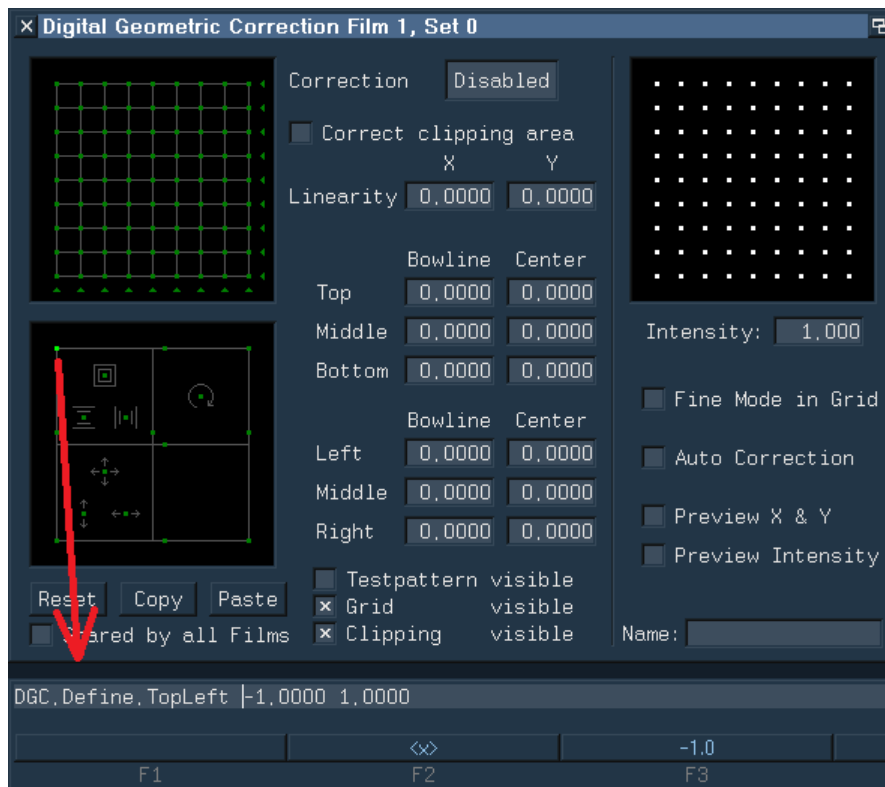 Digital Geometric Correction Film 1, Set 0
Correction Disabled
Correct clipping area
X Y
Linearity 0,0000 0,0000
Bowline Center
Top 0,0000 0,0000
Middle 0,0000 0,0000
Bottom 0,0000 0,0000
Bowline Center
Left 0,0000 0,0000
Middle 0,0000 0,0000
Right 0,0000 0,0000
Testpattern visible
Grid visible
Clipping visible
Intensity: 1,000
Fine Mode in Grid
Auto Correction
Preview X & Y
Preview Intensity
Name:
Reset Copy Paste
Shared by all Films
DGC,Define,TopLeft -1,0000 1,0000
<x> -1.0
F1 F2 F3